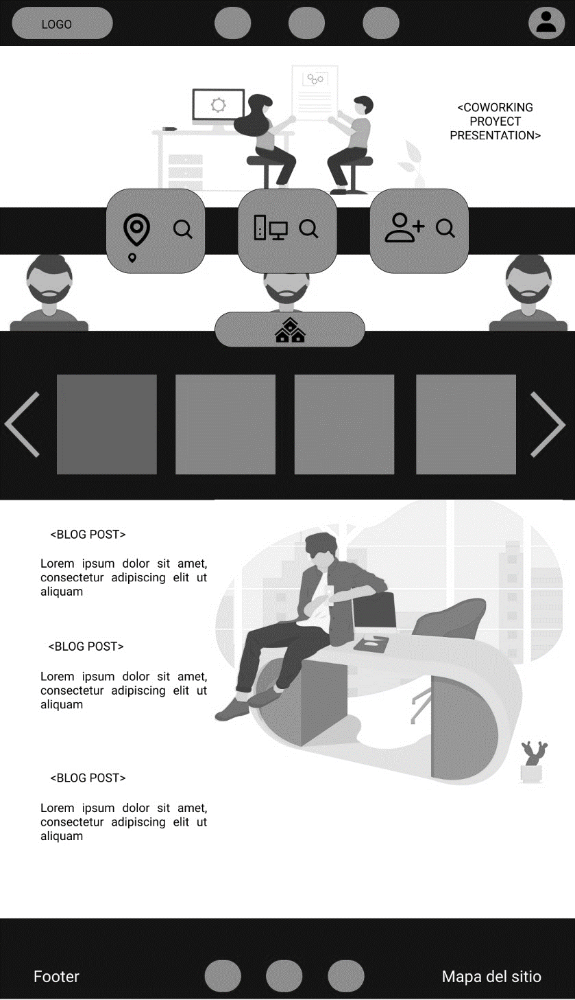 LOGO
<COWORKING
PROYECT
PRESENTATION>
<BLOG POST>
Lorem ipsum dolor sit amet,
consectetur adipiscing elit ut
aliquam
<BLOG POST>
Lorem ipsum dolor sit amet,
consectetur adipiscing elit ut
aliquam
<BLOG POST>
Lorem ipsum dolor sit amet,
consectetur adipiscing elit ut
aliquam
Footer
Mapa del sitio